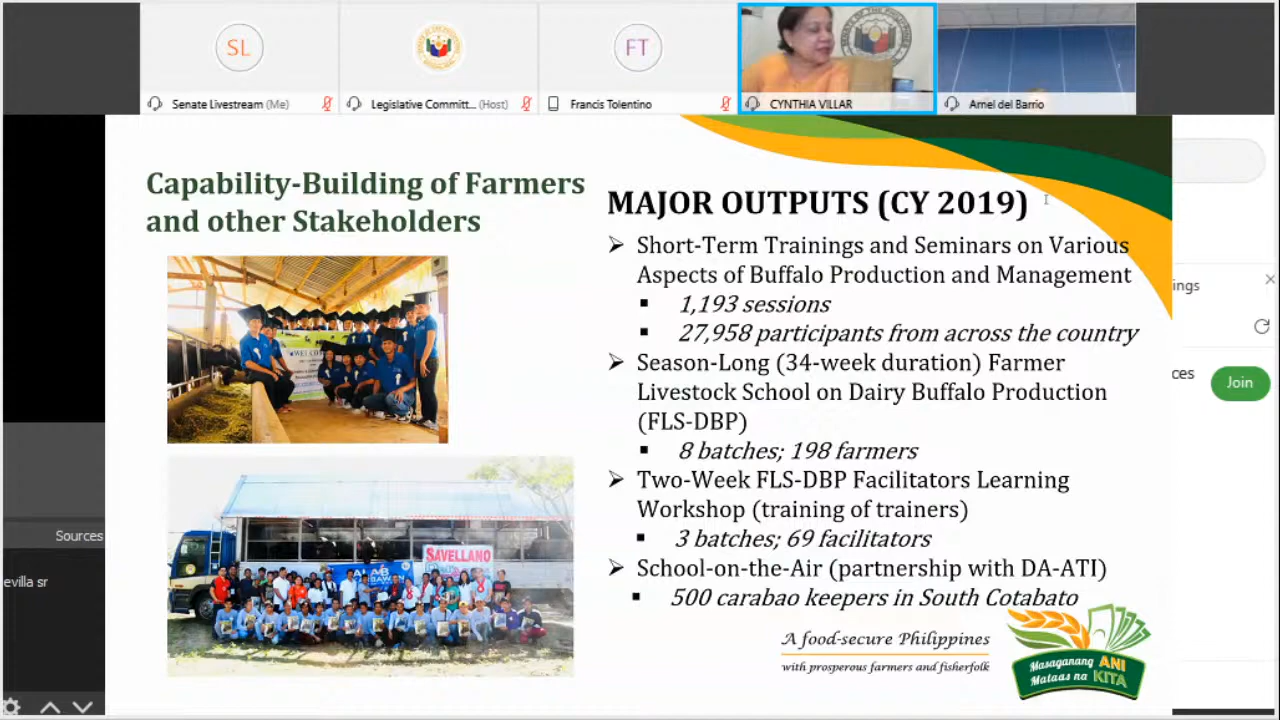 SL
FT
Senate Livestream (Me)
Legislative Committ... (Host)
Francis Tolentino
CYNTHIA VILLAR
Arnel del Barrio
Capability-Building of Farmers
and other Stakeholders
MAJOR OUTPUTS (CY 2019)
➢ Short-Term Trainings and Seminars on Various
Aspects of Buffalo Production and Management
▪ 1,193 sessions
▪ 27,958 participants from across the country
➢ Season-Long (34-week duration) Farmer
Livestock School on Dairy Buffalo Production
(FLS-DBP)
▪ 8 batches; 198 farmers
➢ Two-Week FLS-DBP Facilitators Learning
Workshop (training of trainers)
▪ 3 batches; 69 facilitators
➢ School-on-the-Air (partnership with DA-ATI)
▪ 500 carabao keepers in South Cotabato
SAVELLANO
A food-secure Philippines
with prosperous farmers and fisherfolk
Masaganang ANI
Mataas na KITA
ings
ces
Join
Sources
evilla sr